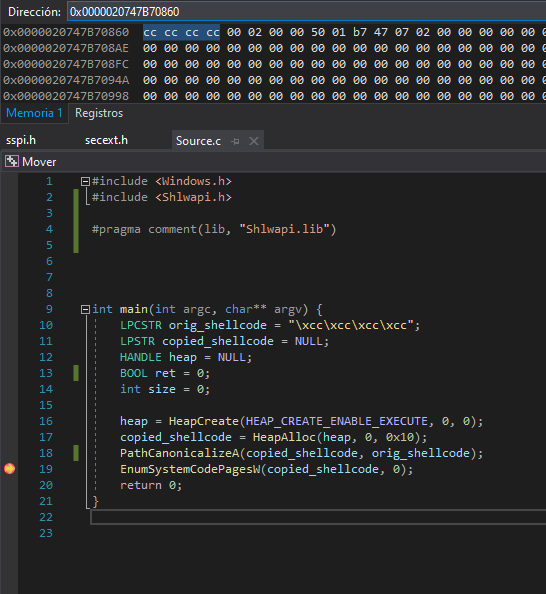 Dirección: 0x0000020747B70860
0x0000020747B70860 cc cc cc cc 00 02 00 00 50 01 b7 47 07 02 00 00 00 00 00 0
0x0000020747B708AE 00 00 00 00 00 00 00 00 00 00 00 00 00 00 00 00 00 00 00 0
0x0000020747B708FC 00 00 00 00 00 00 00 00 00 00 00 00 00 00 00 00 00 00 00 0
0x0000020747B7094A 00 00 00 00 00 00 00 00 00 00 00 00 00 00 00 00 00 00 00 0
0x0000020747B70998 00 00 00 00 00 00 00 00 00 00 00 00 00 00 00 00 00 00 00 0
Memoria 1 Registros
sspi.h secext.h Source.c
Mover
1 #include <Windows.h>
2 #include <Shlwapi.h>
3
4 #pragma comment(lib, "Shlwapi.lib")
5
6
7
8
9 int main(int argc, char** argv) {
10 LPCSTR orig_shellcode = "\xcc\xcc\xcc\xcc";
11 LPSTR copied_shellcode = NULL;
12 HANDLE heap = NULL;
13 BOOL ret = 0;
14 int size = 0;
15
16 heap = HeapCreate(HEAP_CREATE_ENABLE_EXECUTE, 0, 0);
17 copied_shellcode = HeapAlloc(heap, 0, 0x10);
18 PathCanonicalizeA(copied_shellcode, orig_shellcode);
19 EnumSystemCodePagesW(copied_shellcode, 0);
20 return 0;
21 }
22
23